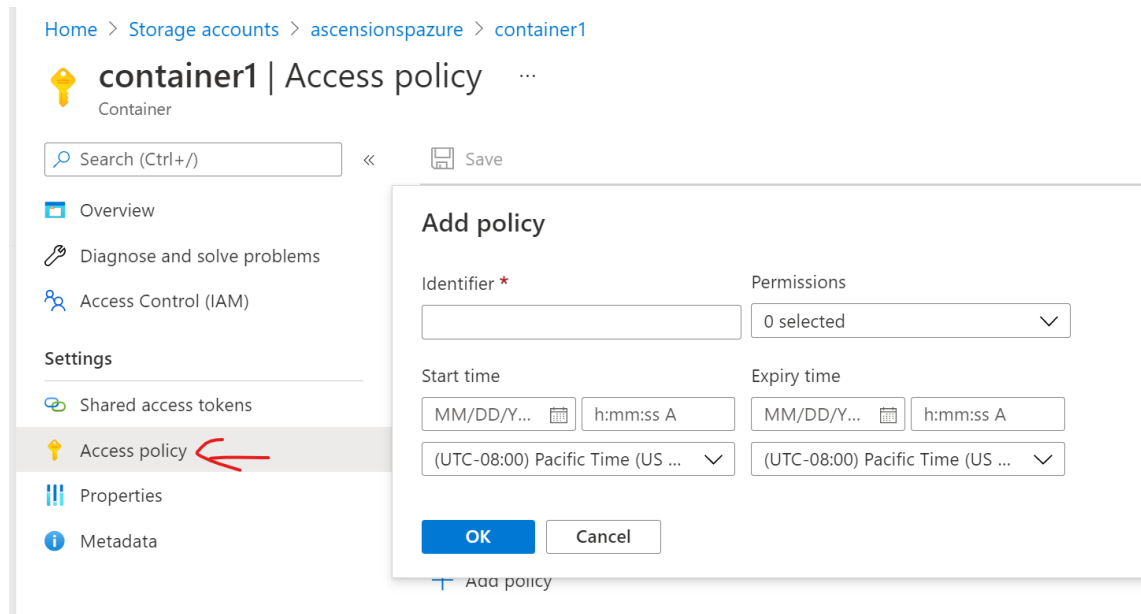 Home > Storage accounts > ascensionspazure > container1
container1 | Access policy ...
Container
Search (Ctrl+/)
«
Save
Overview
Diagnose and solve problems
Access Control (IAM)
Settings
Shared access tokens
Access policy
Properties
Metadata
Add policy
Identifier *
Permissions
0 selected
Start time
Expiry time
MM/DD/Y... h:mm:ss A
MM/DD/Y... h:mm:ss A
(UTC-08:00) Pacific Time (US ...
(UTC-08:00) Pacific Time (US ...
OK
Cancel
+ Add policy